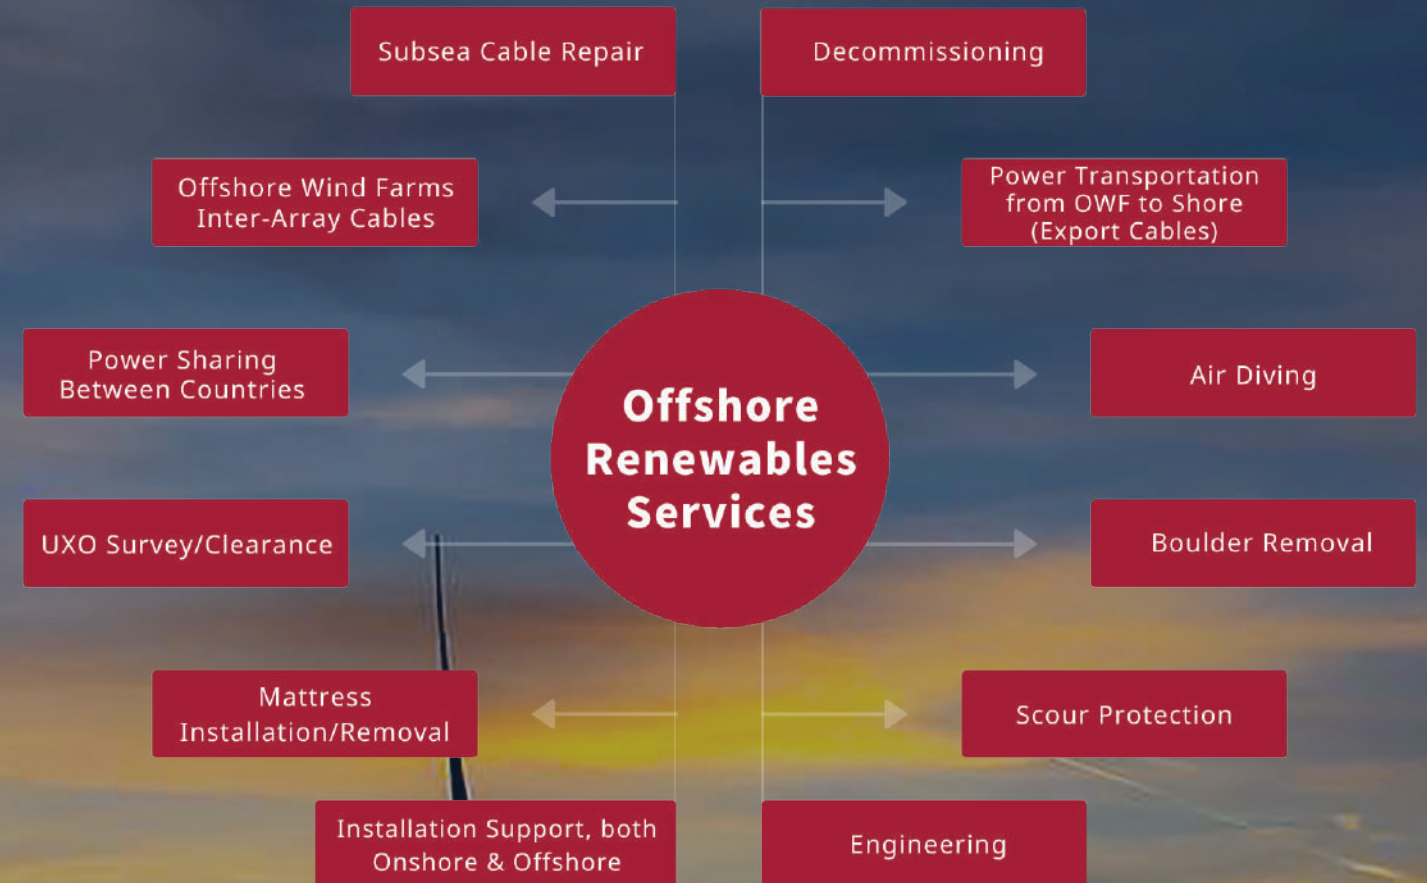 Subsea Cable Repair
Decommissioning
Offshore Wind Farms
Inter-Array Cables
Power Transportation
from OWF to Shore
(Export Cables)
Power Sharing
Between Countries
Air Diving
Offshore
Renewables
Services
UXO Survey/Clearance
Boulder Removal
Mattress
Installation/Removal
Scour Protection
Installation Support, both
Onshore & Offshore
Engineering